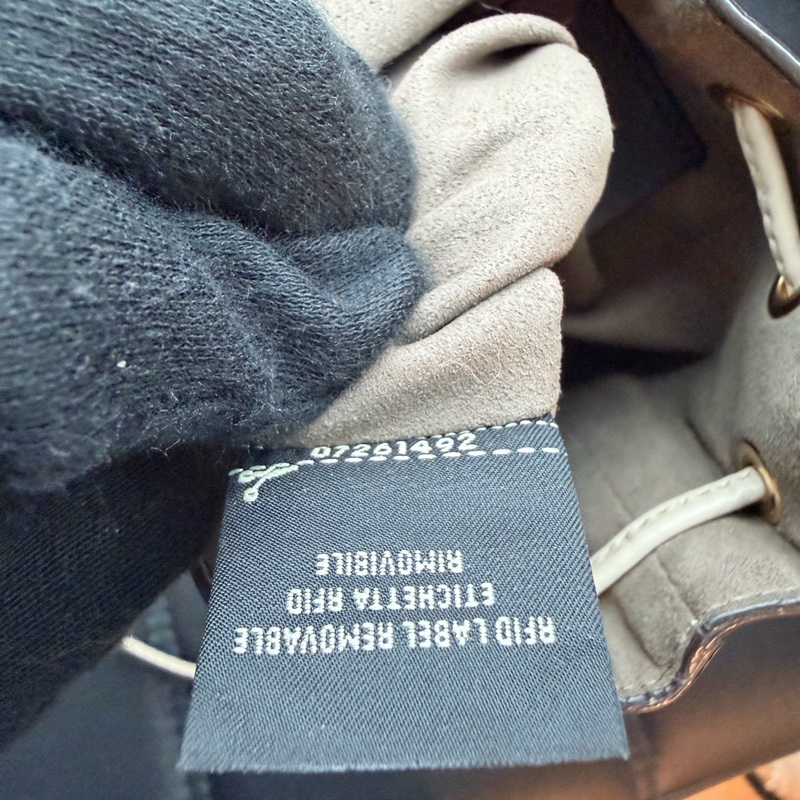 07261492
RFID LABEL REMOVABLE
ETICHETTA RFID
RIMOVIBILE